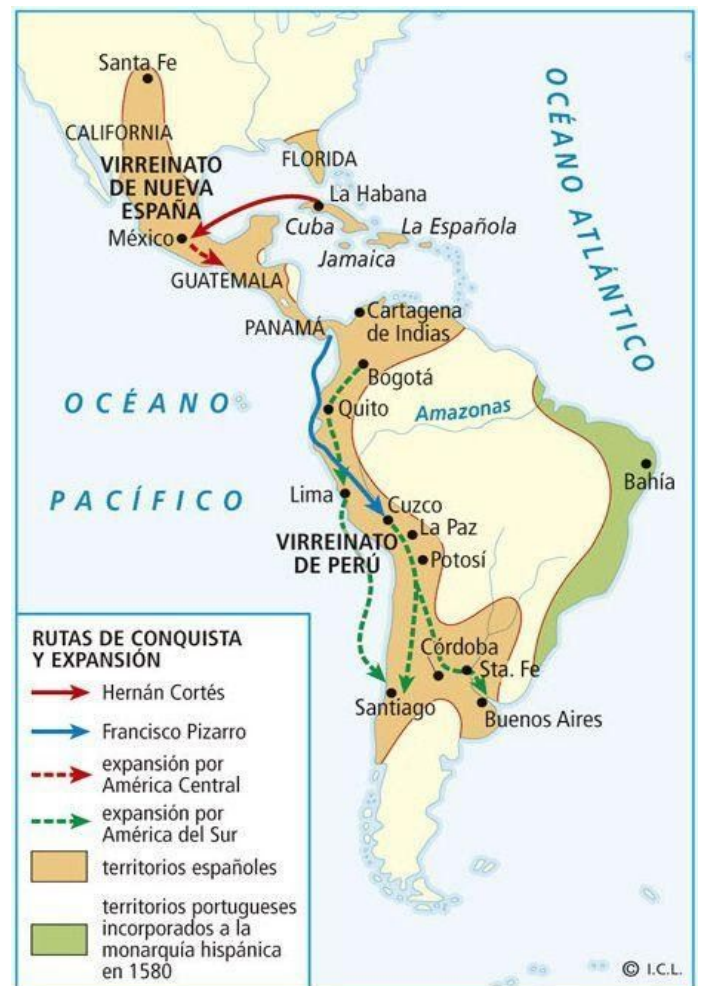 Santa Fe
CALIFORNIA
VIRREINATO
DE NUEVA
ESPAÑA
México
GUATEMALA
PANAMÁ
FLORIDA
La Habana
Cuba
La Española
Jamaica
OCÉANO ATLÁNTICO
Cartagena
de Indias
Bogotá
Quito
Amazonas
Bahía
OCÉANO
PACÍFICO
Lima
Cuzco
La Paz
VIRREINATO
DE PERÚ
Potosí
Córdoba
Sta. Fe
Santiago
Buenos Aires
RUTAS DE CONQUISTA
Y EXPANSIÓN
Hernán Cortés
Francisco Pizarro
expansión por
América Central
expansión por
América del Sur
territorios españoles
territorios portugueses
incorporados a la
monarquía hispánica
en 1580
© I.C.L.